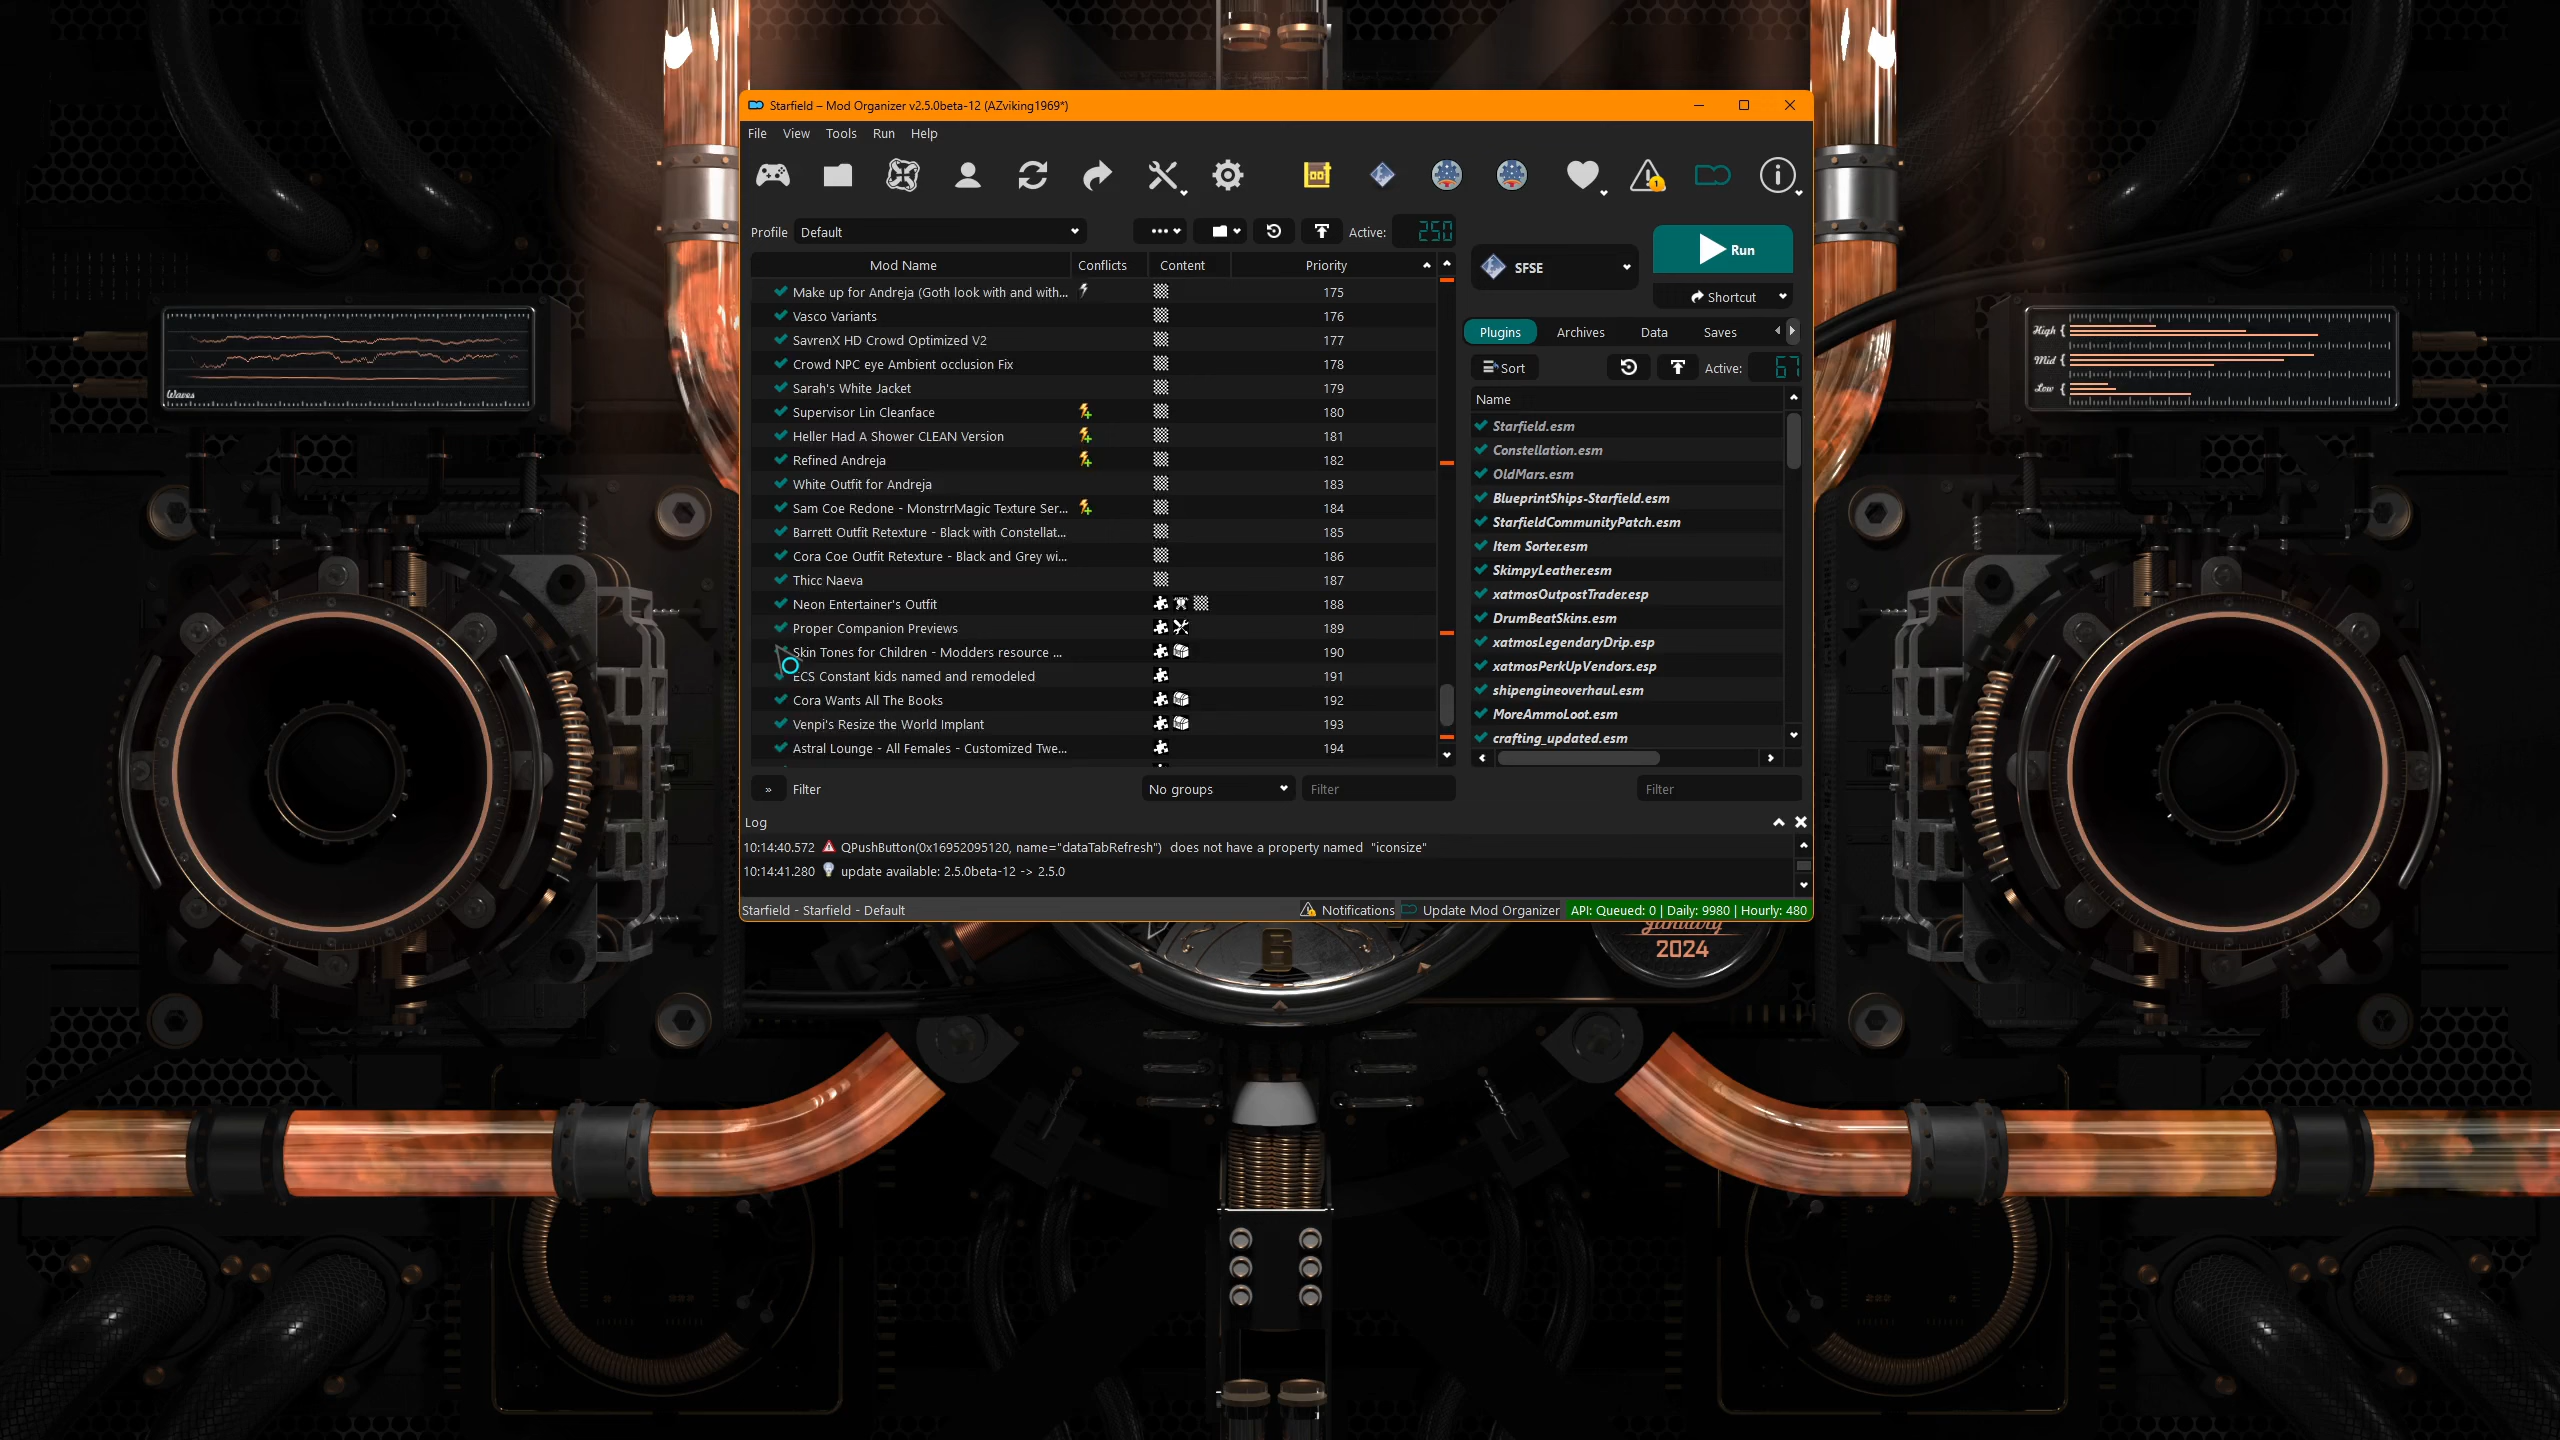 Starfield – Mod Organizer v2.5.0beta-12 (AZviking1969*)
File View Tools Run Help
1
Profile Default Active: 250
Mod Name Conflicts Content Priority
Make up for Andreja (Goth look with and with... 175
Vasco Variants 176
SavrenX HD Crowd Optimized V2 177
Crowd NPC eye Ambient occlusion Fix 178
Sarah's White Jacket 179
Supervisor Lin Cleanface 180
Heller Had A Shower CLEAN Version 181
Refined Andreja 182
White Outfit for Andreja 183
Sam Coe Redone - MonstrrMagic Texture Ser... 184
Barrett Outfit Retexture - Black with Constellat... 185
Cora Coe Outfit Retexture - Black and Grey wi... 186
Thicc Naeva 187
Neon Entertainer's Outfit 188
Proper Companion Previews 189
Skin Tones for Children - Modders resource ... 190
ECS Constant kids named and remodeled 191
Cora Wants All The Books 192
Venpi's Resize the World Implant 193
Astral Lounge - All Females - Customized Twe... 194
» Filter No groups Filter
SFSE
Run
Shortcut
Plugins Archives Data Saves
Sort Active: 67
Name
Starfield.esm
Constellation.esm
OldMars.esm
BlueprintShips-Starfield.esm
StarfieldCommunityPatch.esm
Item Sorter.esm
SkimpyLeather.esm
xatmosOutpostTrader.esp
DrumBeatSkins.esm
xatmosLegendaryDrip.esp
xatmosPerkUpVendors.esp
shipengineoverhaul.esm
MoreAmmoLoot.esm
crafting_updated.esm
Filter
Log
10:14:40.572 QPushButton(0x16952095120, name="dataTabRefresh") does not have a property named "iconsize"
10:14:41.280 update available: 2.5.0beta-12 -> 2.5.0
Starfield - Starfield - Default Notifications Update Mod Organizer API: Queued: 0 | Daily: 9980 | Hourly: 480
Waves
High {
Mid {
Low {
6
January
2024